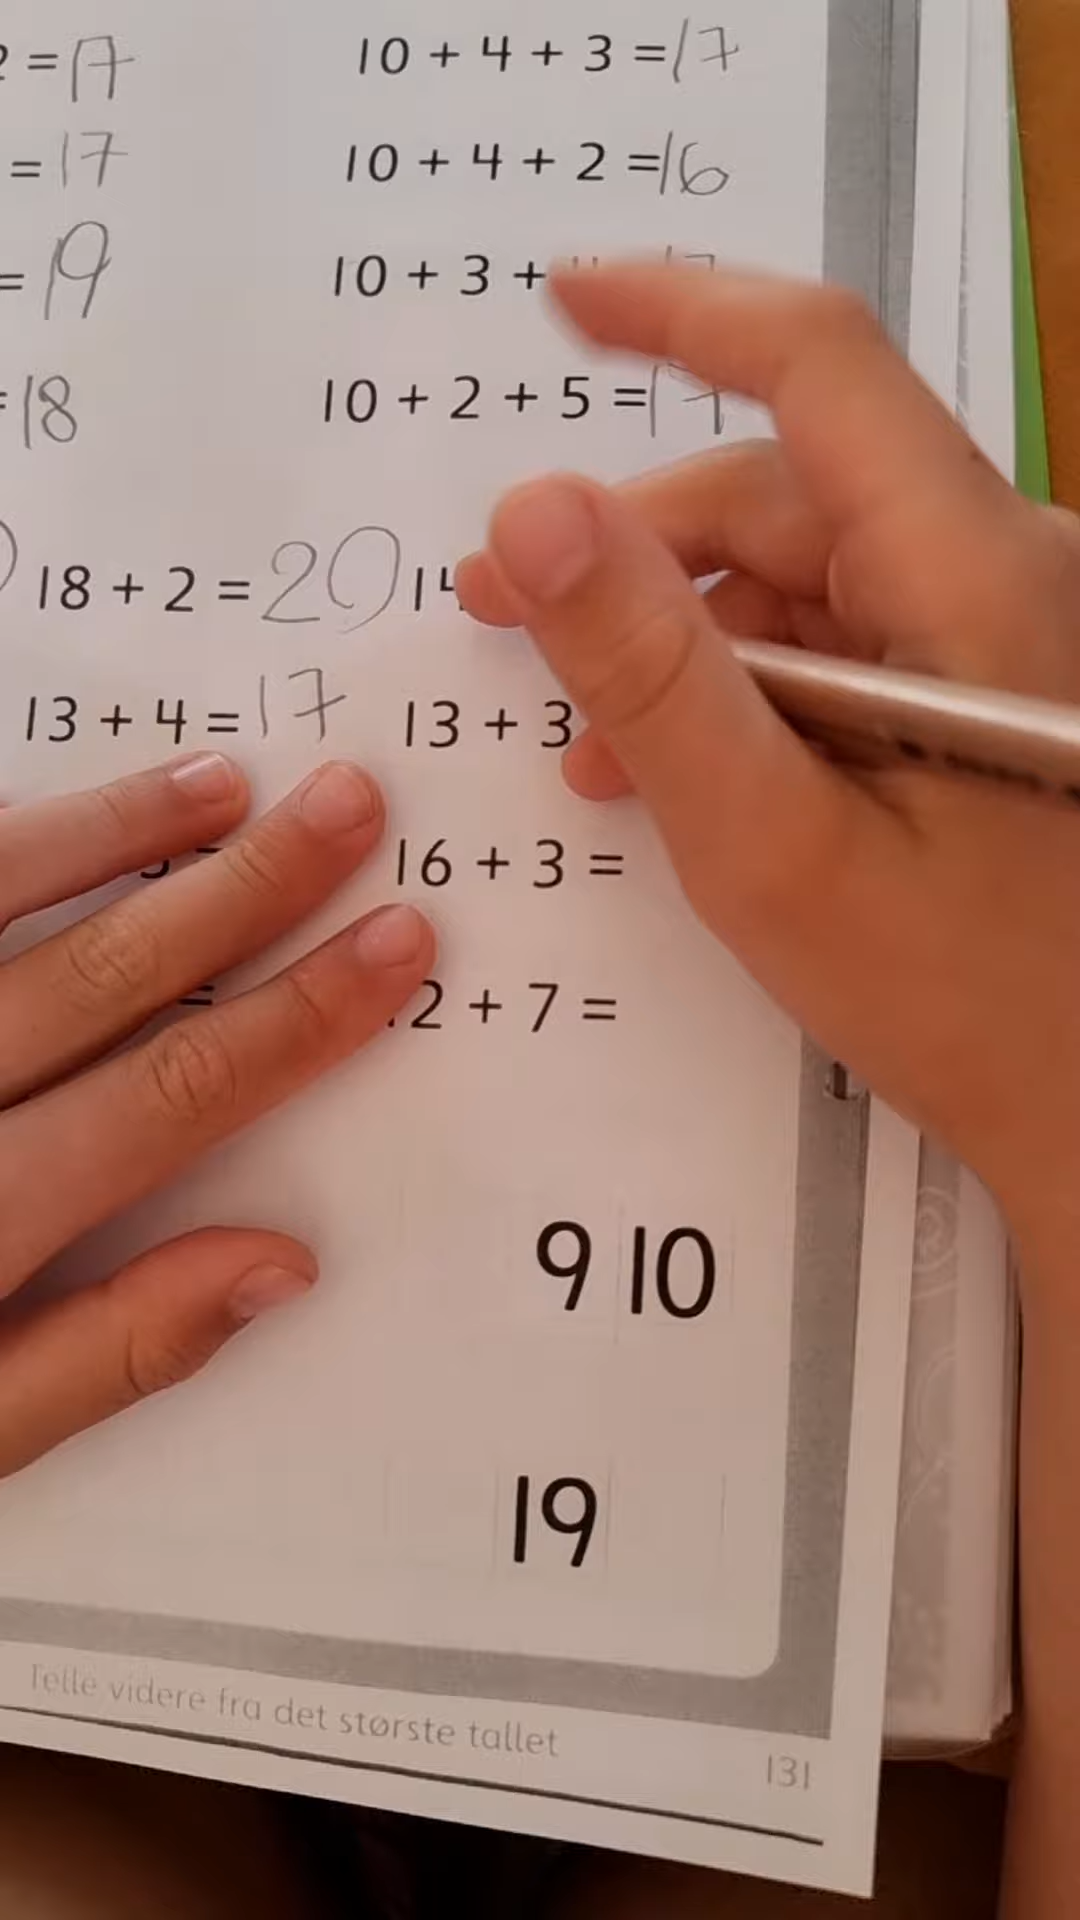 2 = 17 10 + 4 + 3 = 17
= 17 10 + 4 + 2 = 16
= 19 10 + 3 +
= 18 10 + 2 + 5 = 17
18 + 2 = 20 14
13 + 4 = 17 13 + 3
16 + 3 =
= 2 + 7 =
9 10
19
Telle videre fra det største tallet
131